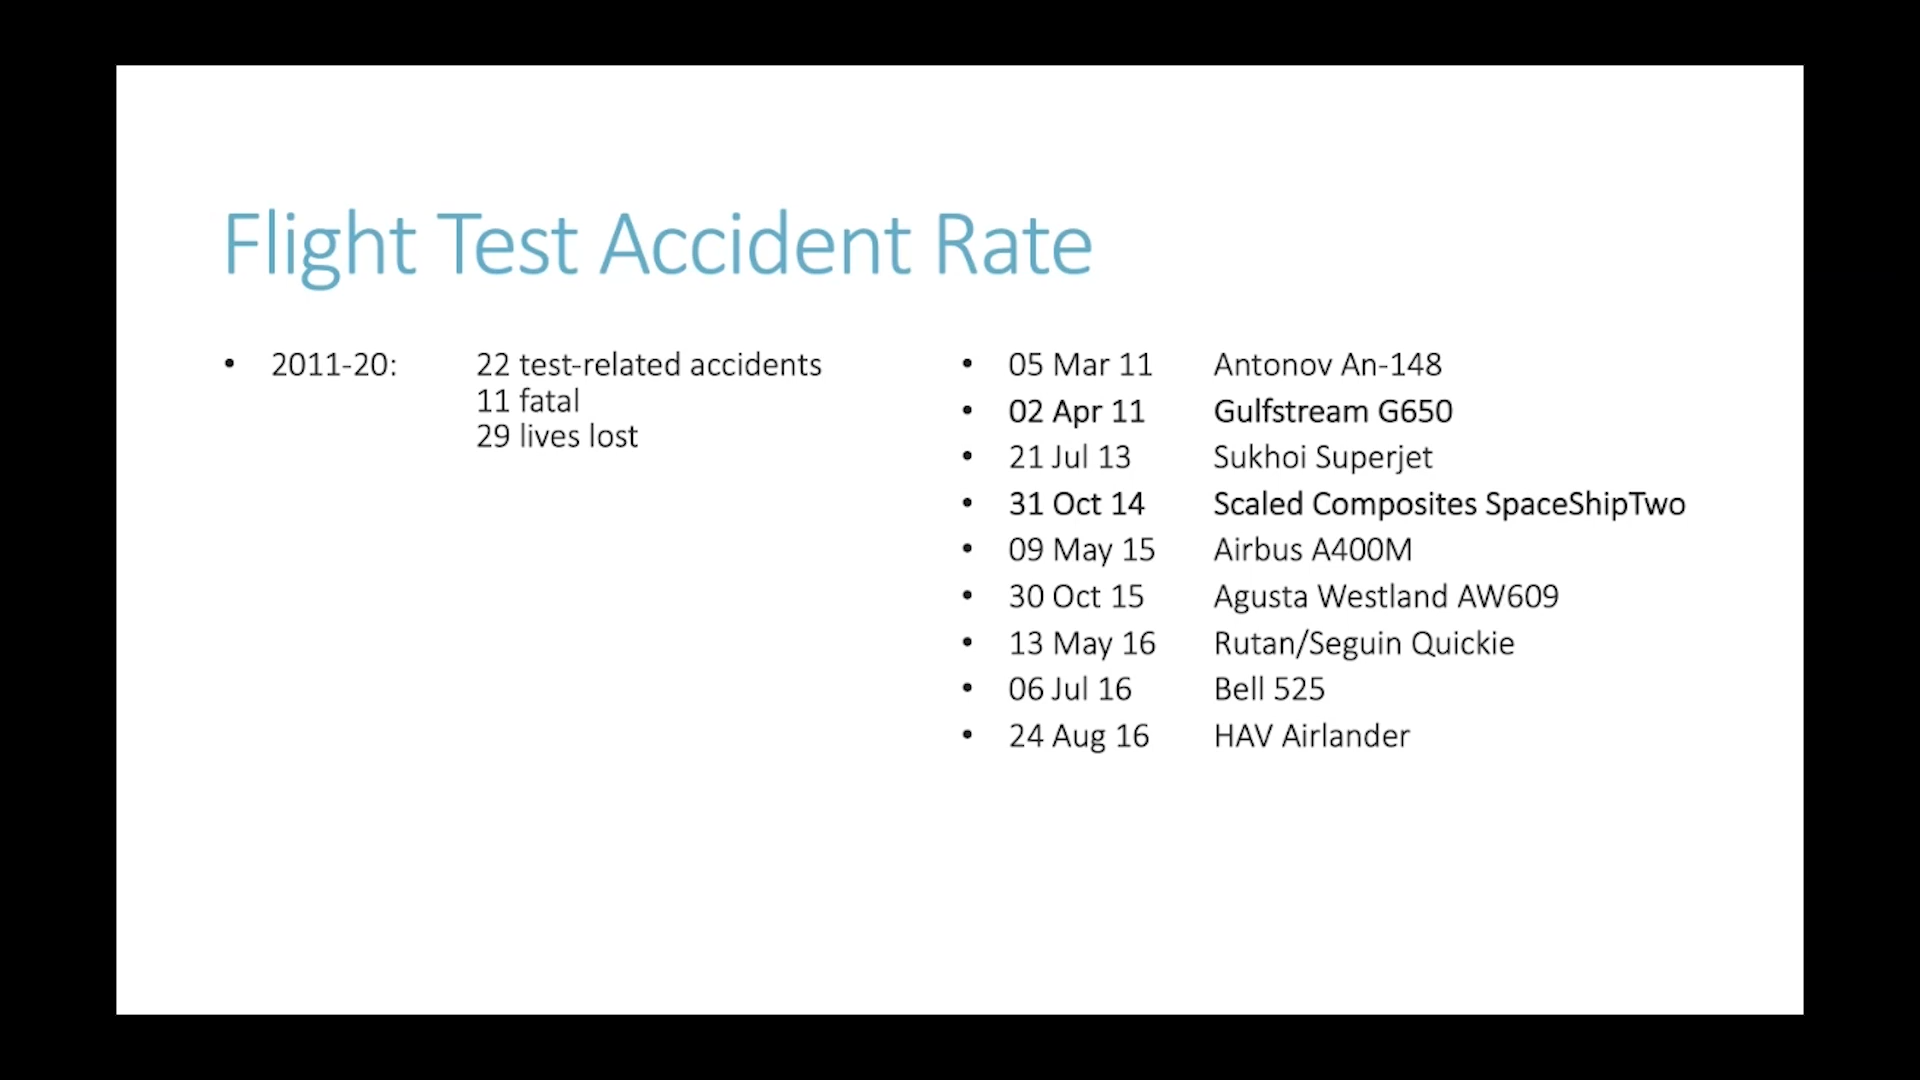 Flight Test Accident Rate
• 2011-20: 22 test-related accidents
11 fatal
29 lives lost
• 05 Mar 11 Antonov An-148
• 02 Apr 11 Gulfstream G650
• 21 Jul 13 Sukhoi Superjet
• 31 Oct 14 Scaled Composites SpaceShipTwo
• 09 May 15 Airbus A400M
• 30 Oct 15 Agusta Westland AW609
• 13 May 16 Rutan/Seguin Quickie
• 06 Jul 16 Bell 525
• 24 Aug 16 HAV Airlander